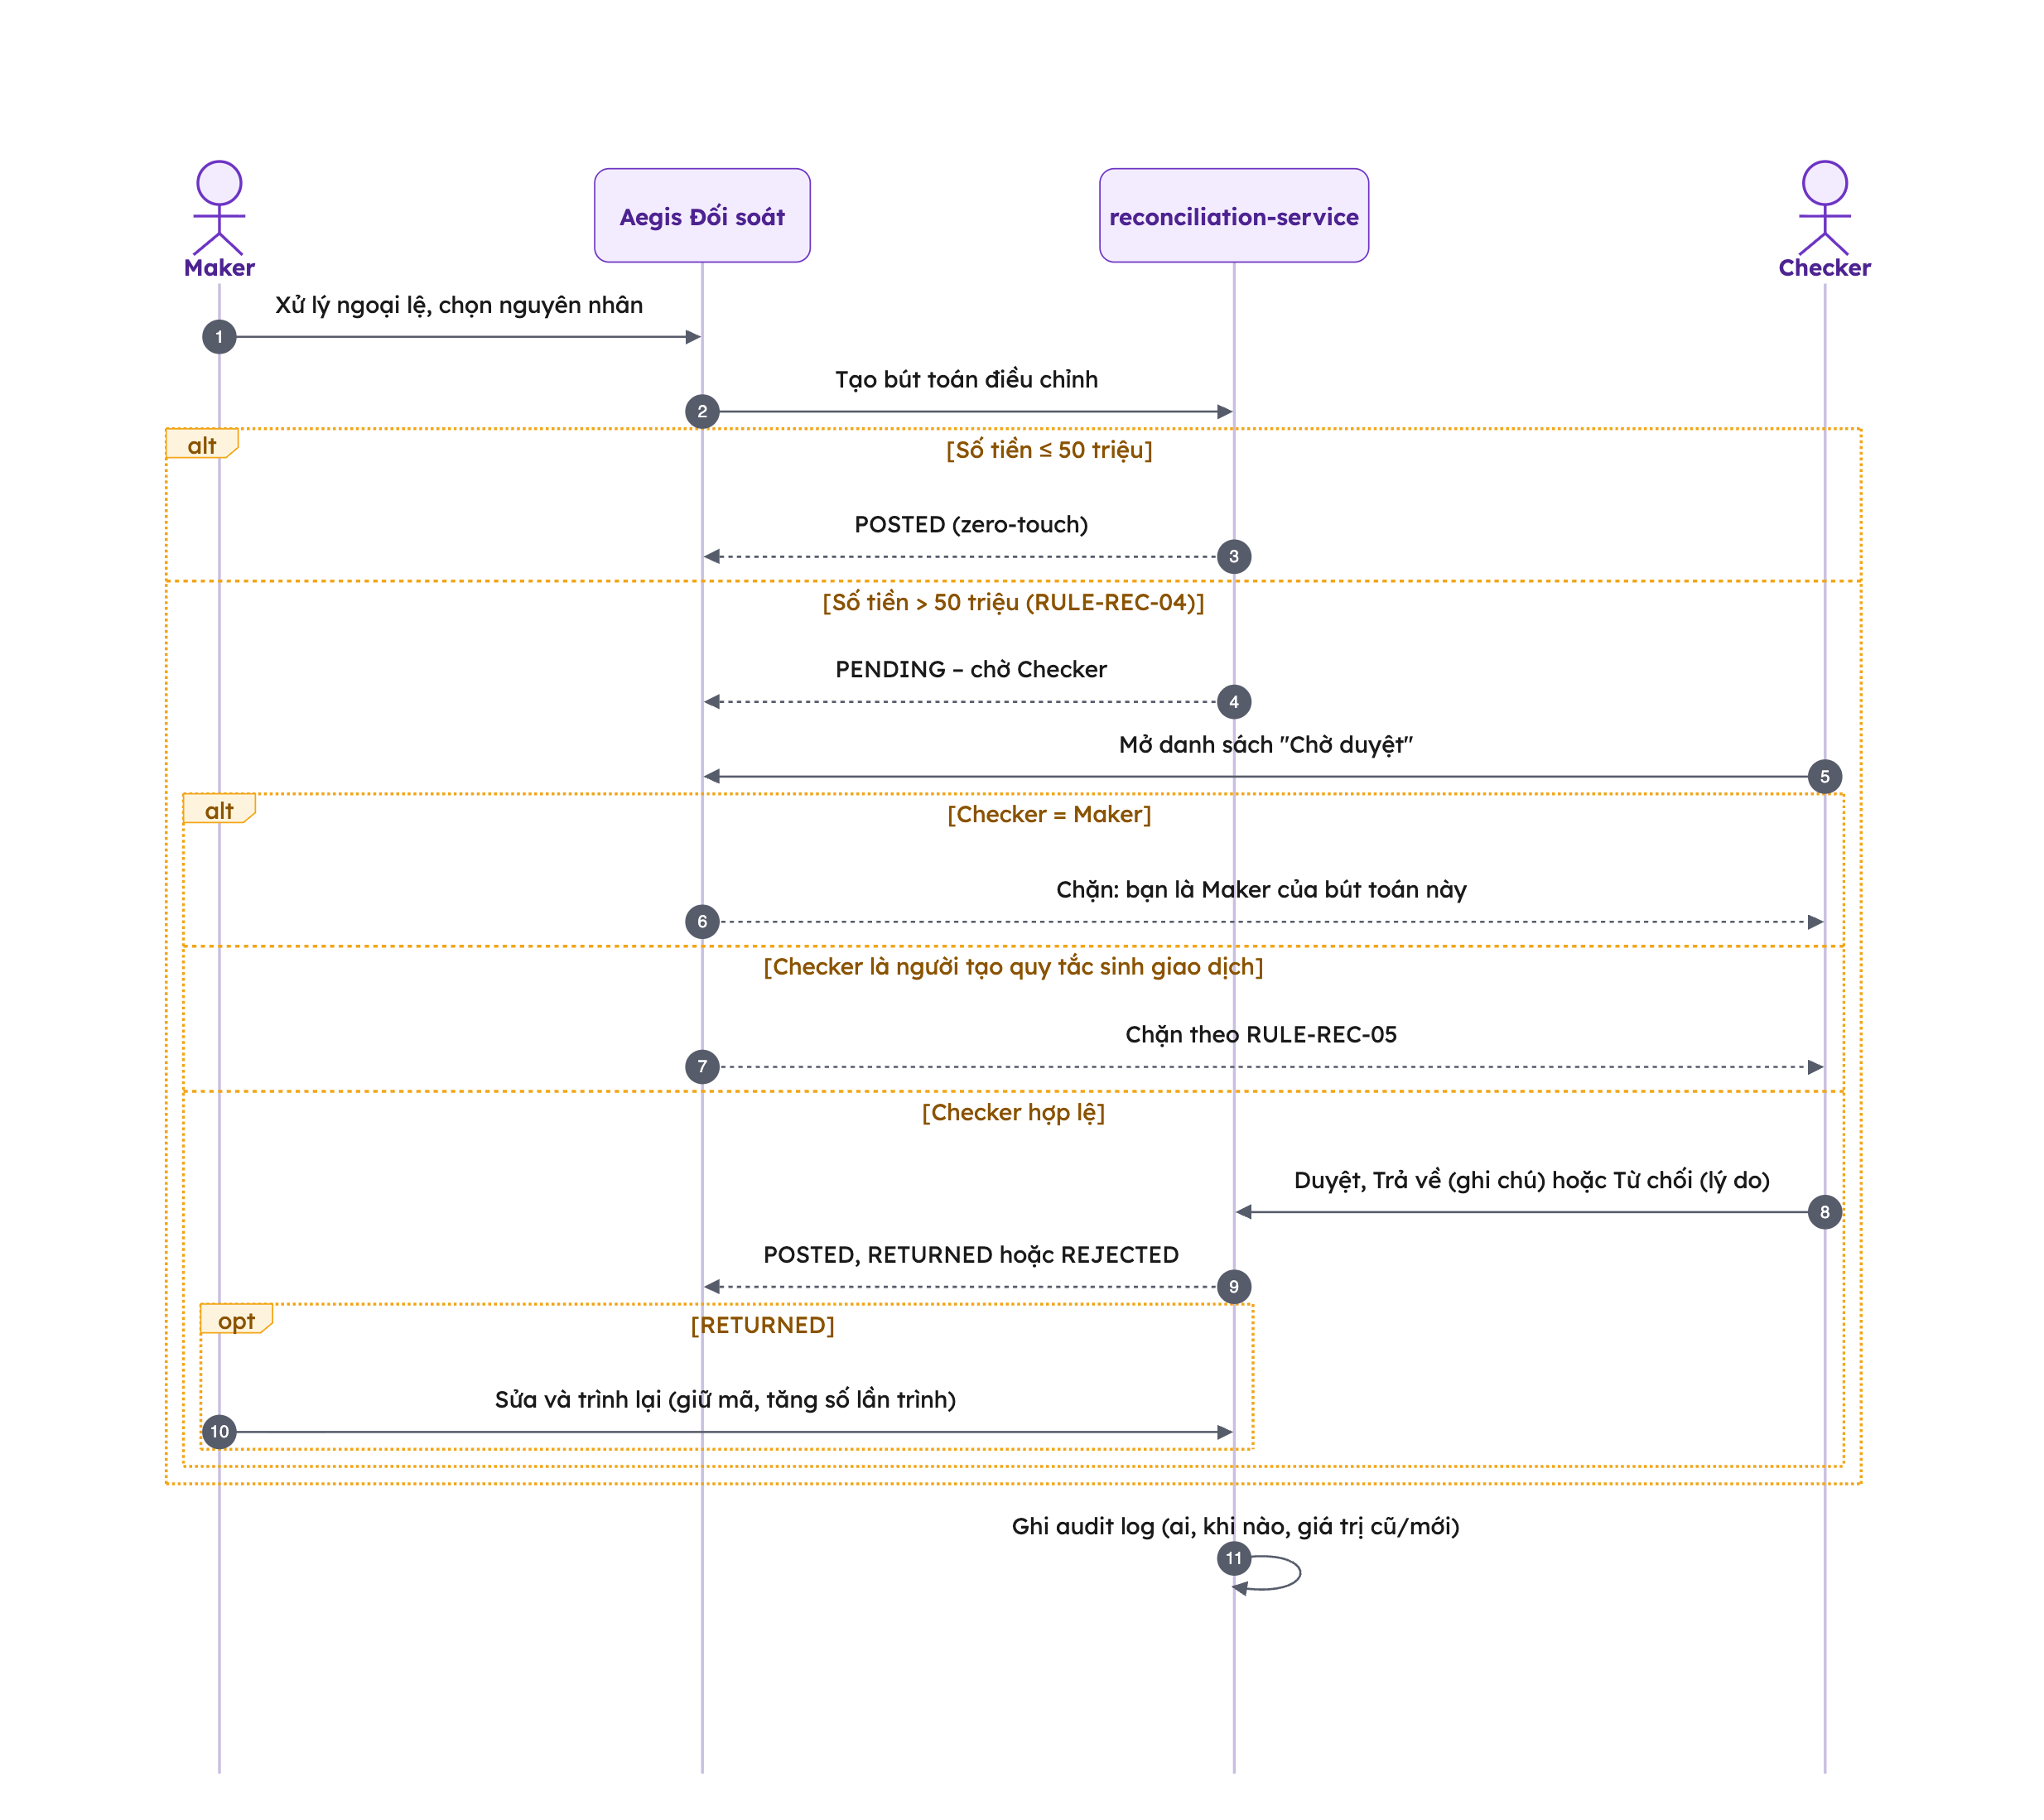 Maker
Aegis Đối soát
reconciliation-service
Checker
Xử lý ngoại lệ, chọn nguyên nhân
1
Tạo bút toán điều chỉnh
2
alt
[Số tiền ≤ 50 triệu]
POSTED (zero-touch)
3
[Số tiền > 50 triệu (RULE-REC-04)]
PENDING – chờ Checker
4
Mở danh sách "Chờ duyệt"
5
alt
[Checker = Maker]
Chặn: bạn là Maker của bút toán này
6
[Checker là người tạo quy tắc sinh giao dịch]
Chặn theo RULE-REC-05
7
[Checker hợp lệ]
Duyệt, Trả về (ghi chú) hoặc Từ chối (lý do)
8
POSTED, RETURNED hoặc REJECTED
9
opt
[RETURNED]
Sửa và trình lại (giữ mã, tăng số lần trình)
10
Ghi audit log (ai, khi nào, giá trị cũ/mới)
11